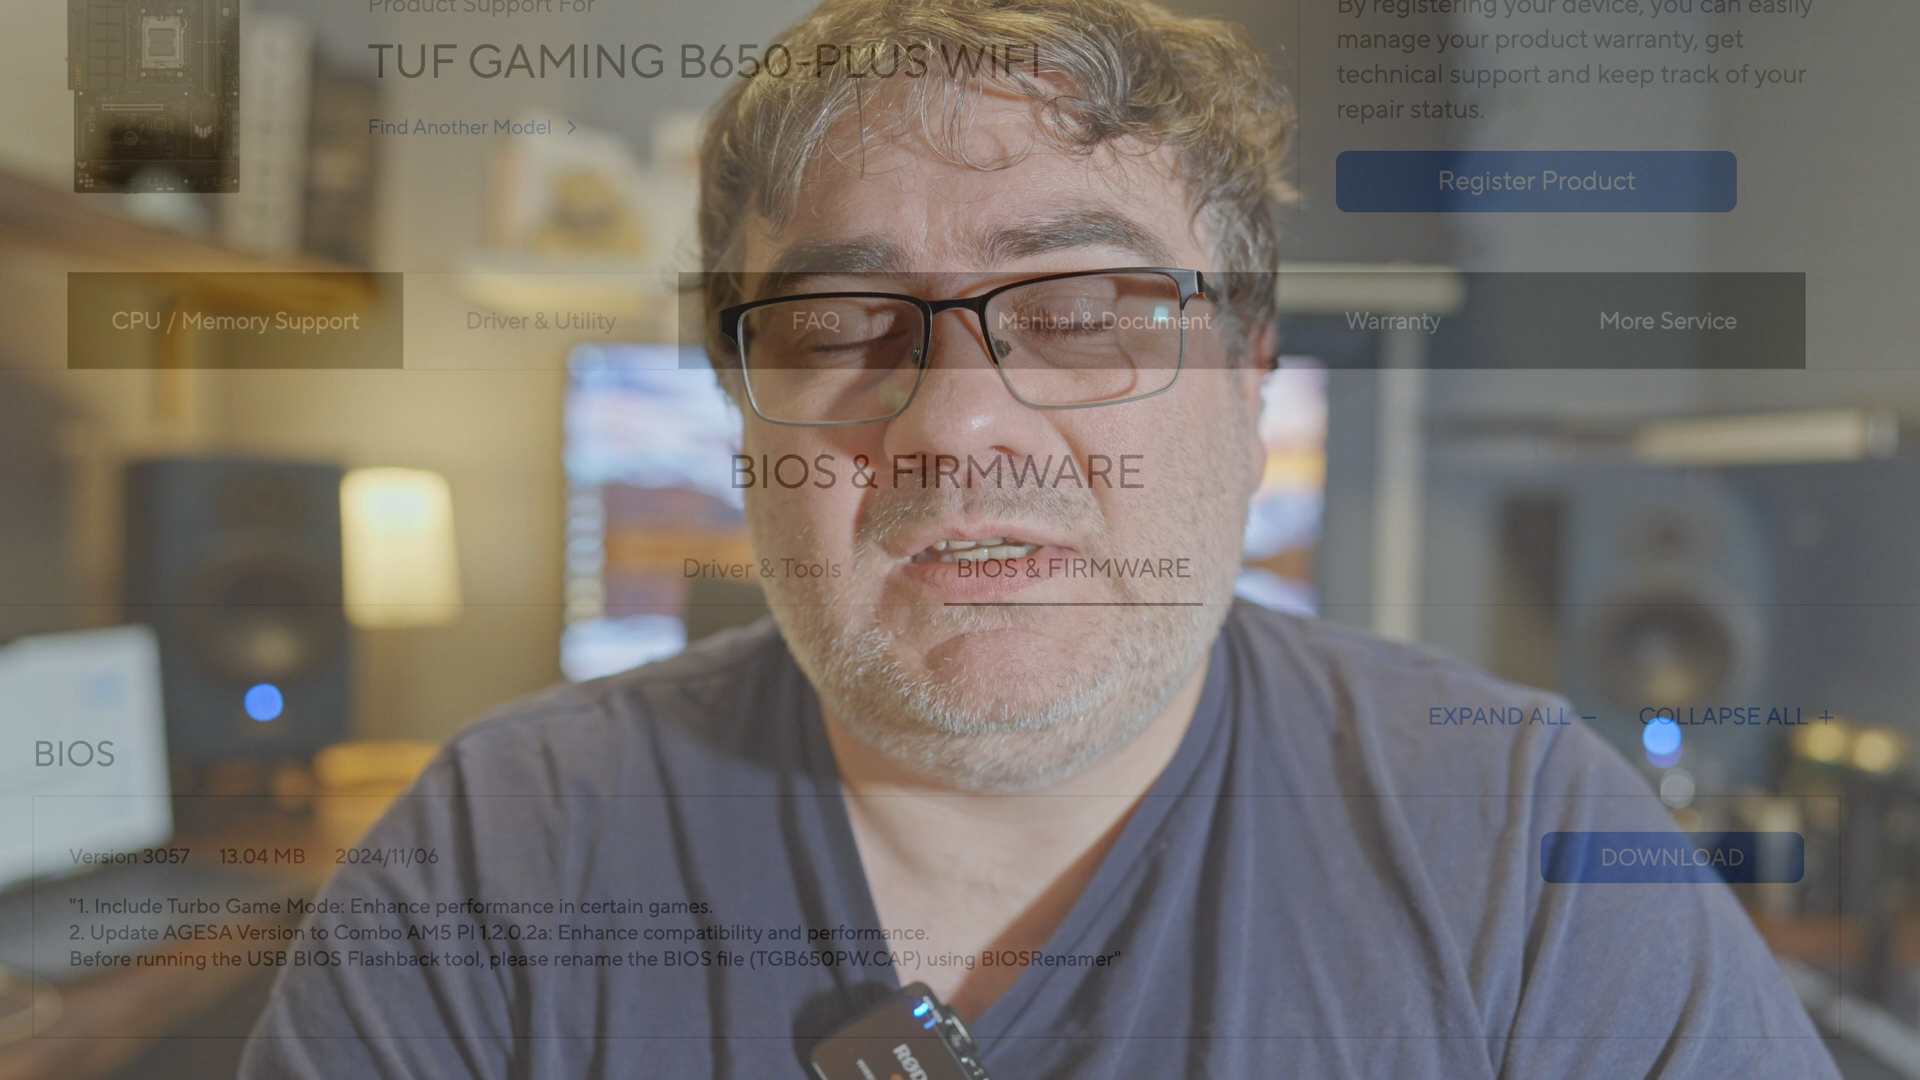 Product Support For
TUF GAMING B650-PLUS WIFI
Find Another Model
By registering your device, you can easily
manage your product warranty, get
technical support and keep track of your
repair status.
Register Product
CPU / Memory Support
Driver & Utility
FAQ
Manual & Document
Warranty
More Service
BIOS & FIRMWARE
Driver & Tools
BIOS & FIRMWARE
EXPAND ALL –
COLLAPSE ALL +
BIOS
Version 3057 13.04 MB 2024/11/06
DOWNLOAD
"1. Include Turbo Game Mode: Enhance performance in certain games.
2. Update AGESA Version to Combo AM5 PI 1.2.0.2a: Enhance compatibility and performance.
Before running the USB BIOS Flashback tool, please rename the BIOS file (TGB650PW.CAP) using BIOSRenamer"